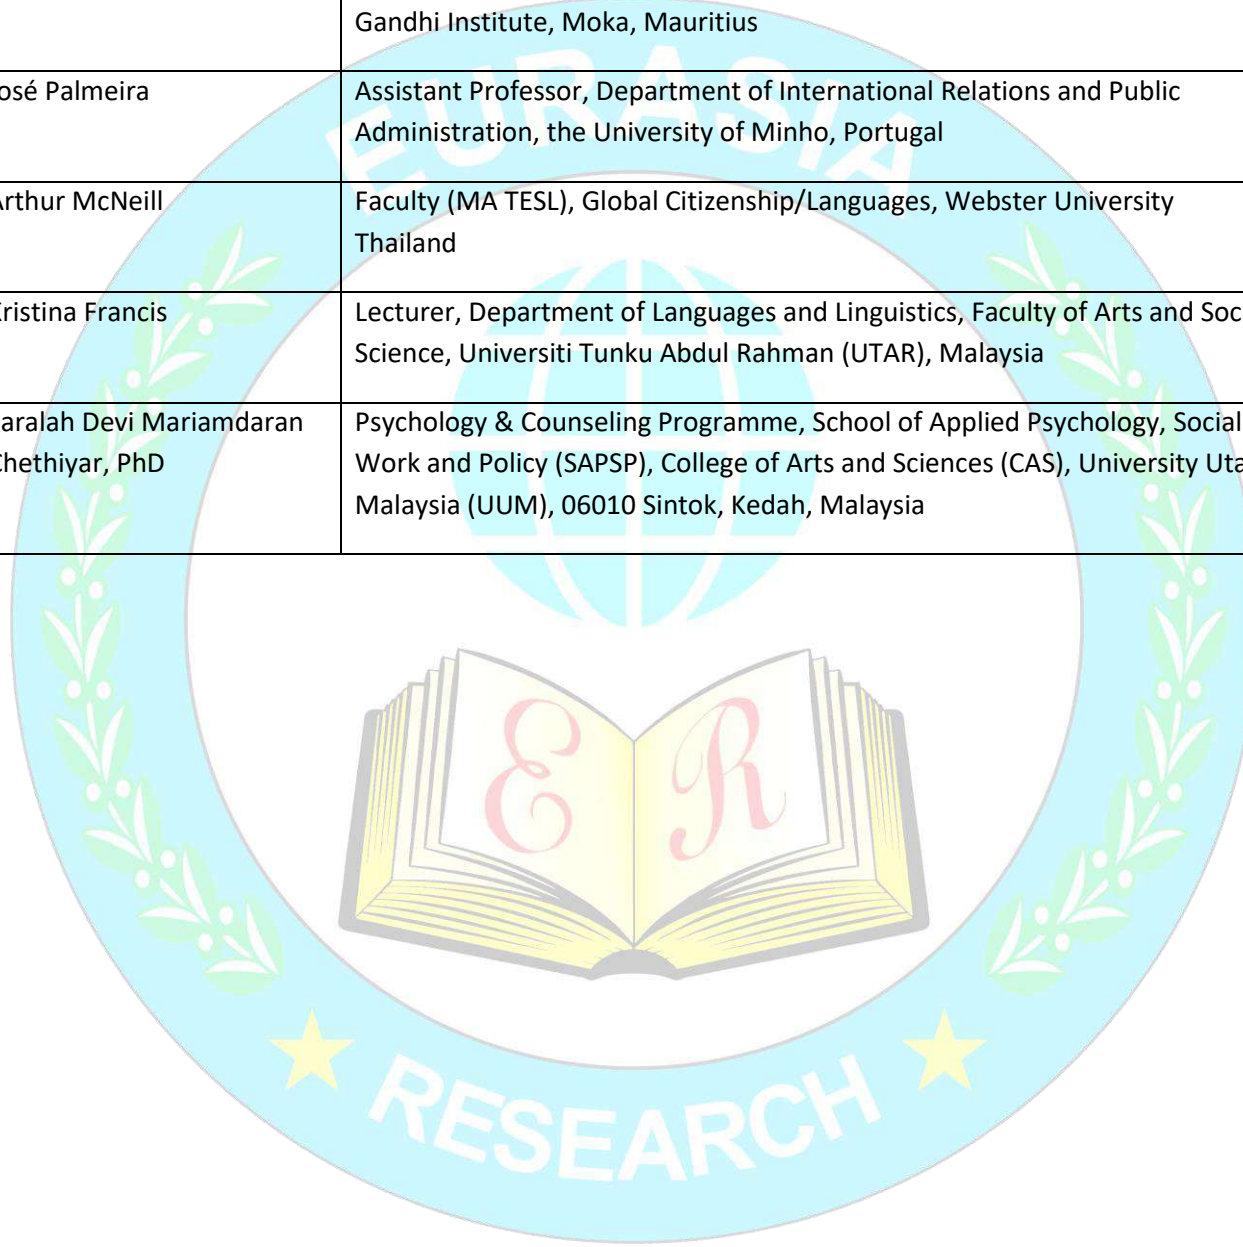 Gandhi Institute, Moka, Mauritius
osé Palmeira
Assistant Professor, Department of International Relations and Public
Administration, the University of Minho, Portugal
Arthur McNeill
Faculty (MA TESL), Global Citizenship/Languages, Webster University
Thailand
Kristina Francis
Lecturer, Department of Languages and Linguistics, Faculty of Arts and Soc
Science, Universiti Tunku Abdul Rahman (UTAR), Malaysia
aralah Devi Mariamdaran
Chethiyar, PhD
Psychology & Counseling Programme, School of Applied Psychology, Social
Work and Policy (SAPSP), College of Arts and Sciences (CAS), University Uta
Malaysia (UUM), 06010 Sintok, Kedah, Malaysia
EURASIA
E R
RESEARCH